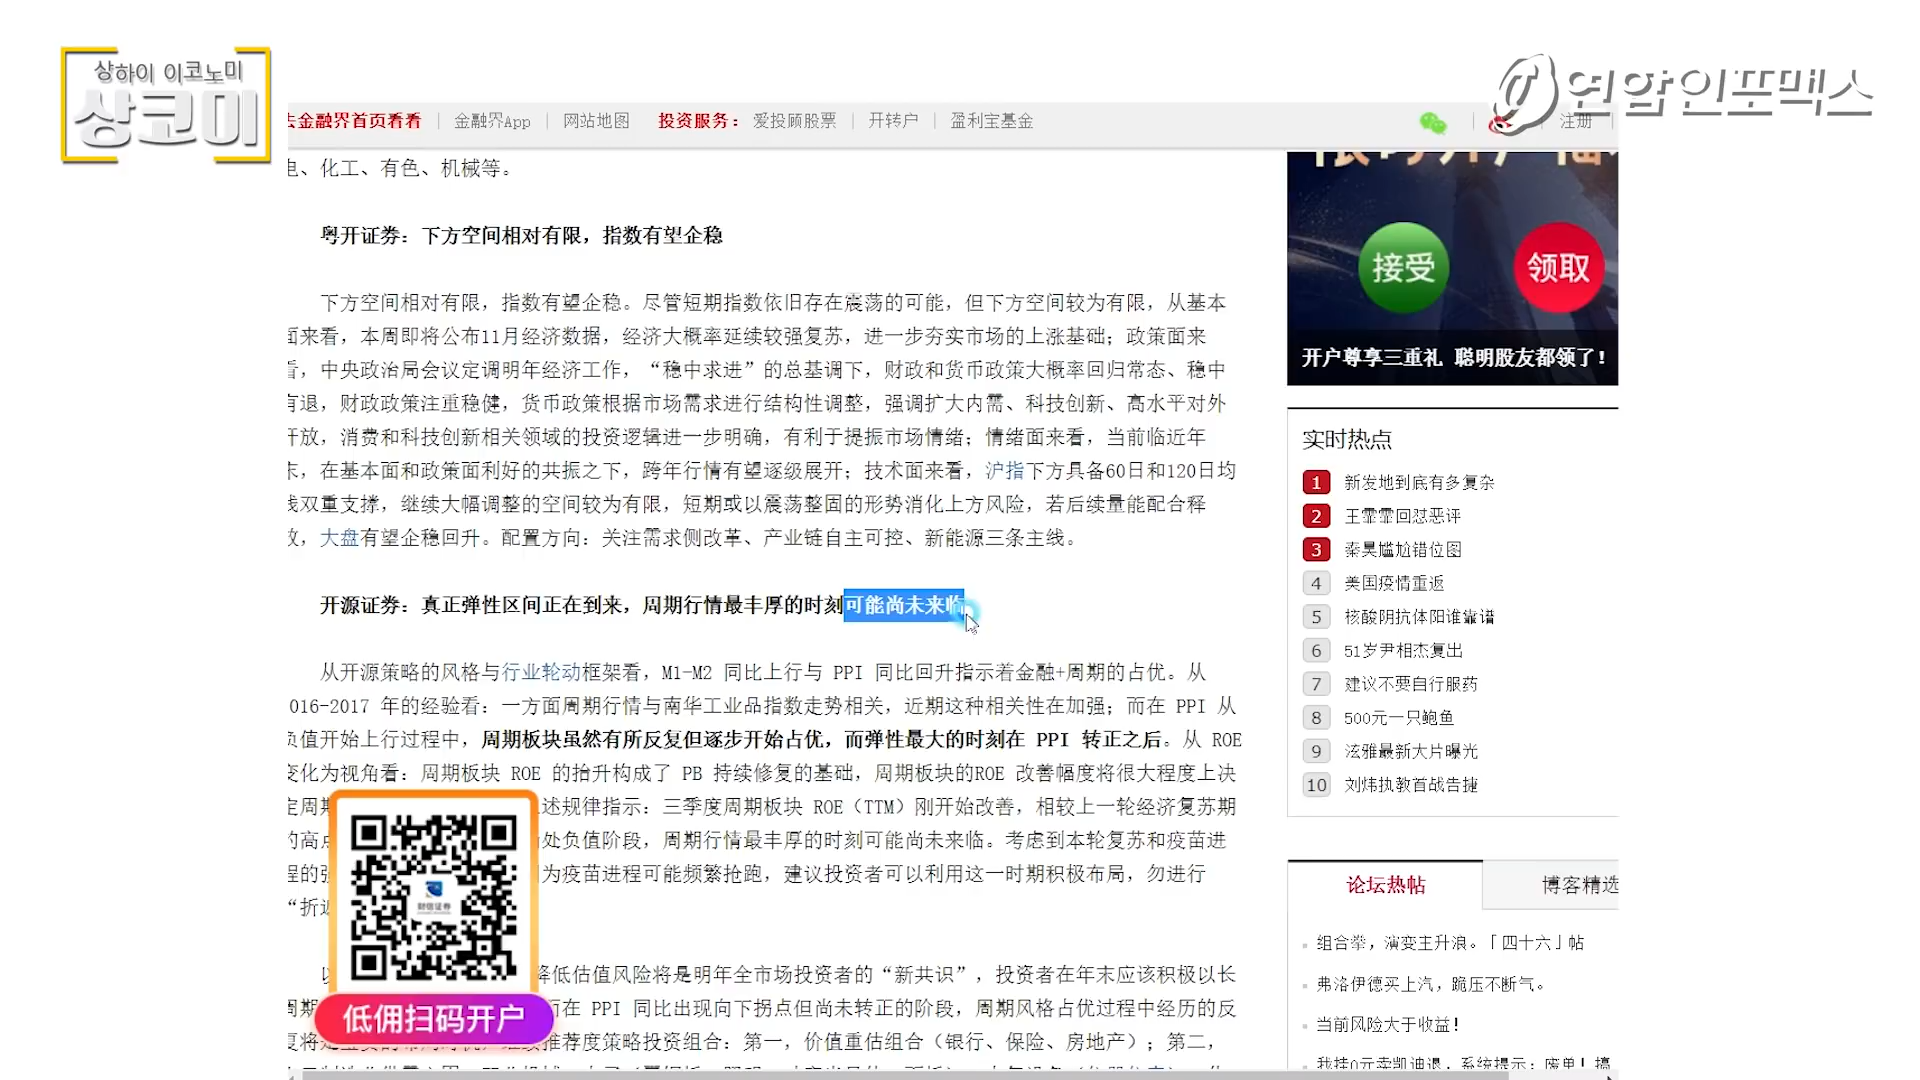 상하이 이코노미
상코미
연합인포맥스
去金融界首页看看
金融界App
网站地图
投资服务：
爱投顾股票
开转户
盈利宝基金
注册
电、化工、有色、机械等。
粤开证券：下方空间相对有限，指数有望企稳
下方空间相对有限，指数有望企稳。尽管短期指数依旧存在震荡的可能，但下方空间较为有限，从基本
面来看，本周即将公布11月经济数据，经济大概率延续较强复苏，进一步夯实市场的上涨基础；政策面来
看，中央政治局会议定调明年经济工作，“稳中求进”的总基调下，财政和货币政策大概率回归常态、稳中
有退，财政政策注重稳健，货币政策根据市场需求进行结构性调整，强调扩大内需、科技创新、高水平对外
开放，消费和科技创新相关领域的投资逻辑进一步明确，有利于提振市场情绪；情绪面来看，当前临近年
末，在基本面和政策面利好的共振之下，跨年行情有望逐级展开；技术面来看，沪指下方具备60日和120日均
线双重支撑，继续大幅调整的空间较为有限，短期或以震荡整固的形势消化上方风险，若后续量能配合释
放，大盘有望企稳回升。配置方向：关注需求侧改革、产业链自主可控、新能源三条主线。
开源证券：真正弹性区间正在到来，周期行情最丰厚的时刻可能尚未来临
从开源策略的风格与行业轮动框架看，M1-M2 同比上行与 PPI 同比回升指示着金融+周期的占优。从
016-2017 年的经验看：一方面周期行情与南华工业品指数走势相关，近期这种相关性在加强；而在 PPI 从
负值开始上行过程中，周期板块虽然有所反复但逐步开始占优，而弹性最大的时刻在 PPI 转正之后。从 ROE
变化为视角看：周期板块 ROE 的抬升构成了 PB 持续修复的基础，周期板块的ROE 改善幅度将很大程度上决
定周期
述规律指示：三季度周期板块 ROE（TTM）刚开始改善，相较上一轮经济复苏期
的高点
处负值阶段，周期行情最丰厚的时刻可能尚未来临。考虑到本轮复苏和疫苗进
程的强
为疫苗进程可能频繁抢跑，建议投资者可以利用这一时期积极布局，勿进行
“折返
降低估值风险将是明年全市场投资者的“新共识”，投资者在年末应该积极以长
周期
在 PPI 同比出现向下拐点但尚未转正的阶段，周期风格占优过程中经历的反
复将是
推荐度策略投资组合：第一，价值重估组合（银行、保险、房地产）；第二，
财信证券
低佣扫码开户
接受
领取
开户尊享三重礼 聪明股友都领了！
实时热点
1 新发地到底有多复杂
2 王霏霏回怼恶评
3 秦昊尴尬错位图
4 美国疫情重返
5 核酸阴抗体阳谁靠谱
6 51岁尹相杰复出
7 建议不要自行服药
8 500元一只鲍鱼
9 泫雅最新大片曝光
10 刘炜执教首战告捷
论坛热帖
博客精选
组合拳，演变主升浪。「四十六」帖
弗洛伊德买上汽，跪压不断气。
当前风险大于收益！
我挂0元卖凯迪退，系统提示：废单！搞